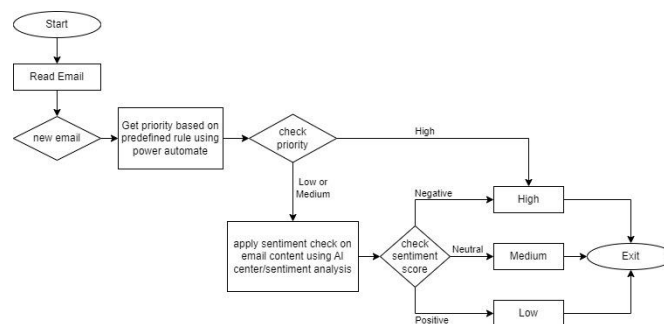 Start
Read Email
new email
Get priority based on
predefined rule using
power automate
check
priority
High
Low or
Medium
apply sentiment check on
email content using AI
center/sentiment analysis
check
sentiment
score
Negative
High
Neutral
Medium
Exit
Positive
Low